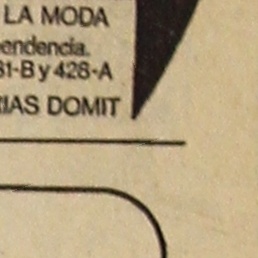 LA MODA
endencia.
31-B y 428-A
RIAS DOMIT